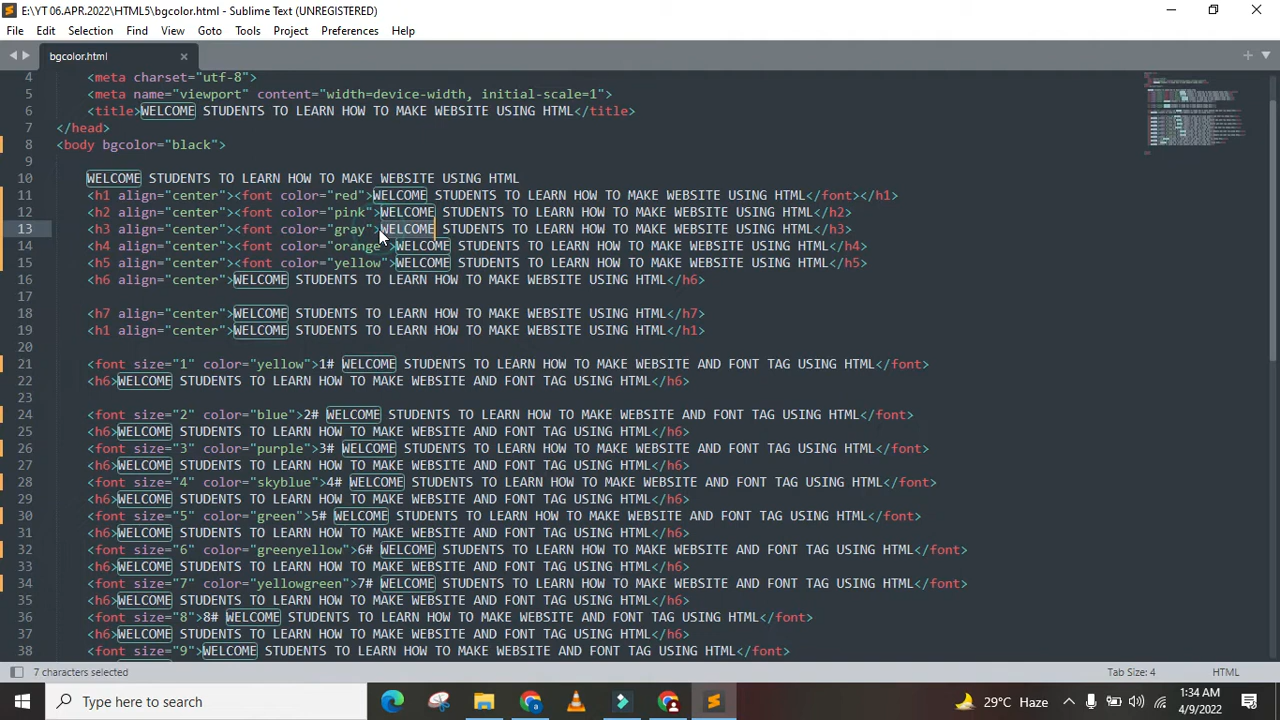 E:\YT 06.APR.2022\HTML5\bgcolor.html - Sublime Text (UNREGISTERED)
File Edit Selection Find View Goto Tools Project Preferences Help
bgcolor.html
4 <meta charset="utf-8">
5 <meta name="viewport" content="width=device-width, initial-scale=1">
6 <title>WELCOME STUDENTS TO LEARN HOW TO MAKE WEBSITE USING HTML</title>
7 </head>
8 <body bgcolor="black">
9
10 WELCOME STUDENTS TO LEARN HOW TO MAKE WEBSITE USING HTML
11 <h1 align="center"><font color="red">WELCOME STUDENTS TO LEARN HOW TO MAKE WEBSITE USING HTML</font></h1>
12 <h2 align="center"><font color="pink">WELCOME STUDENTS TO LEARN HOW TO MAKE WEBSITE USING HTML</h2>
13 <h3 align="center"><font color="gray">WELCOME STUDENTS TO LEARN HOW TO MAKE WEBSITE USING HTML</h3>
14 <h4 align="center"><font color="orange">WELCOME STUDENTS TO LEARN HOW TO MAKE WEBSITE USING HTML</h4>
15 <h5 align="center"><font color="yellow">WELCOME STUDENTS TO LEARN HOW TO MAKE WEBSITE USING HTML</h5>
16 <h6 align="center">WELCOME STUDENTS TO LEARN HOW TO MAKE WEBSITE USING HTML</h6>
17
18 <h7 align="center">WELCOME STUDENTS TO LEARN HOW TO MAKE WEBSITE USING HTML</h7>
19 <h1 align="center">WELCOME STUDENTS TO LEARN HOW TO MAKE WEBSITE USING HTML</h1>
20
21 <font size="1" color="yellow">1# WELCOME STUDENTS TO LEARN HOW TO MAKE WEBSITE AND FONT TAG USING HTML</font>
22 <h6>WELCOME STUDENTS TO LEARN HOW TO MAKE WEBSITE AND FONT TAG USING HTML</h6>
23
24 <font size="2" color="blue">2# WELCOME STUDENTS TO LEARN HOW TO MAKE WEBSITE AND FONT TAG USING HTML</font>
25 <h6>WELCOME STUDENTS TO LEARN HOW TO MAKE WEBSITE AND FONT TAG USING HTML</h6>
26 <font size="3" color="purple">3# WELCOME STUDENTS TO LEARN HOW TO MAKE WEBSITE AND FONT TAG USING HTML</font>
27 <h6>WELCOME STUDENTS TO LEARN HOW TO MAKE WEBSITE AND FONT TAG USING HTML</h6>
28 <font size="4" color="skyblue">4# WELCOME STUDENTS TO LEARN HOW TO MAKE WEBSITE AND FONT TAG USING HTML</font>
29 <h6>WELCOME STUDENTS TO LEARN HOW TO MAKE WEBSITE AND FONT TAG USING HTML</h6>
30 <font size="5" color="green">5# WELCOME STUDENTS TO LEARN HOW TO MAKE WEBSITE AND FONT TAG USING HTML</font>
31 <h6>WELCOME STUDENTS TO LEARN HOW TO MAKE WEBSITE AND FONT TAG USING HTML</h6>
32 <font size="6" color="greenyellow">6# WELCOME STUDENTS TO LEARN HOW TO MAKE WEBSITE AND FONT TAG USING HTML</font>
33 <h6>WELCOME STUDENTS TO LEARN HOW TO MAKE WEBSITE AND FONT TAG USING HTML</h6>
34 <font size="7" color="yellowgreen">7# WELCOME STUDENTS TO LEARN HOW TO MAKE WEBSITE AND FONT TAG USING HTML</font>
35 <h6>WELCOME STUDENTS TO LEARN HOW TO MAKE WEBSITE AND FONT TAG USING HTML</h6>
36 <font size="8">8# WELCOME STUDENTS TO LEARN HOW TO MAKE WEBSITE AND FONT TAG USING HTML</font>
37 <h6>WELCOME STUDENTS TO LEARN HOW TO MAKE WEBSITE AND FONT TAG USING HTML</h6>
38 <font size="9">WELCOME STUDENTS TO LEARN HOW TO MAKE WEBSITE AND FONT TAG USING HTML</font>
7 characters selected Tab Size: 4 HTML
Type here to search 29°C Haze 1:34 AM
4/9/2022